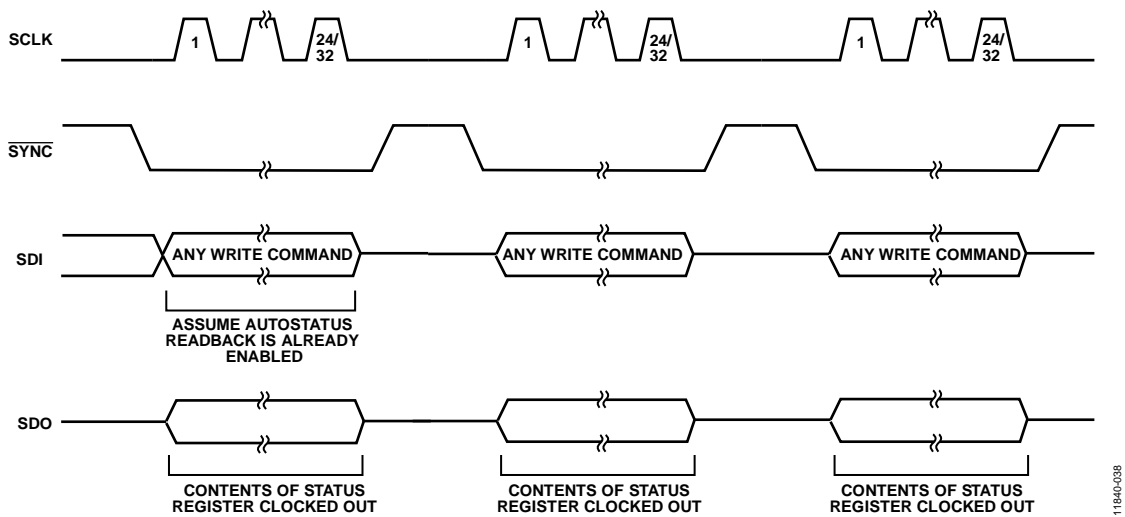 SCLK
1
24/
32
1
24/
32
1
24/
32
SYNC
SDI
ANY WRITE COMMAND
ANY WRITE COMMAND
ANY WRITE COMMAND
ASSUME AUTOSTATUS
READBACK IS ALREADY
ENABLED
SDO
CONTENTS OF STATUS
REGISTER CLOCKED OUT
CONTENTS OF STATUS
REGISTER CLOCKED OUT
CONTENTS OF STATUS
REGISTER CLOCKED OUT
11840-038